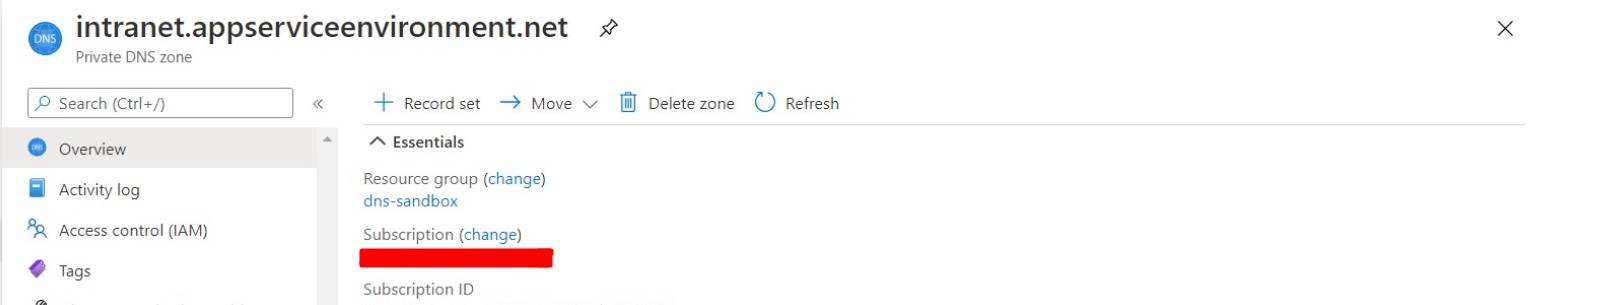 DNS
intranet.appserviceenvironment.net
Private DNS zone
Search (Ctrl+/)
«
Record set
Move
Delete zone
Refresh
Overview
Activity log
Access control (IAM)
Tags
Essentials
Resource group (change)
dns-sandbox
Subscription (change)
Subscription ID